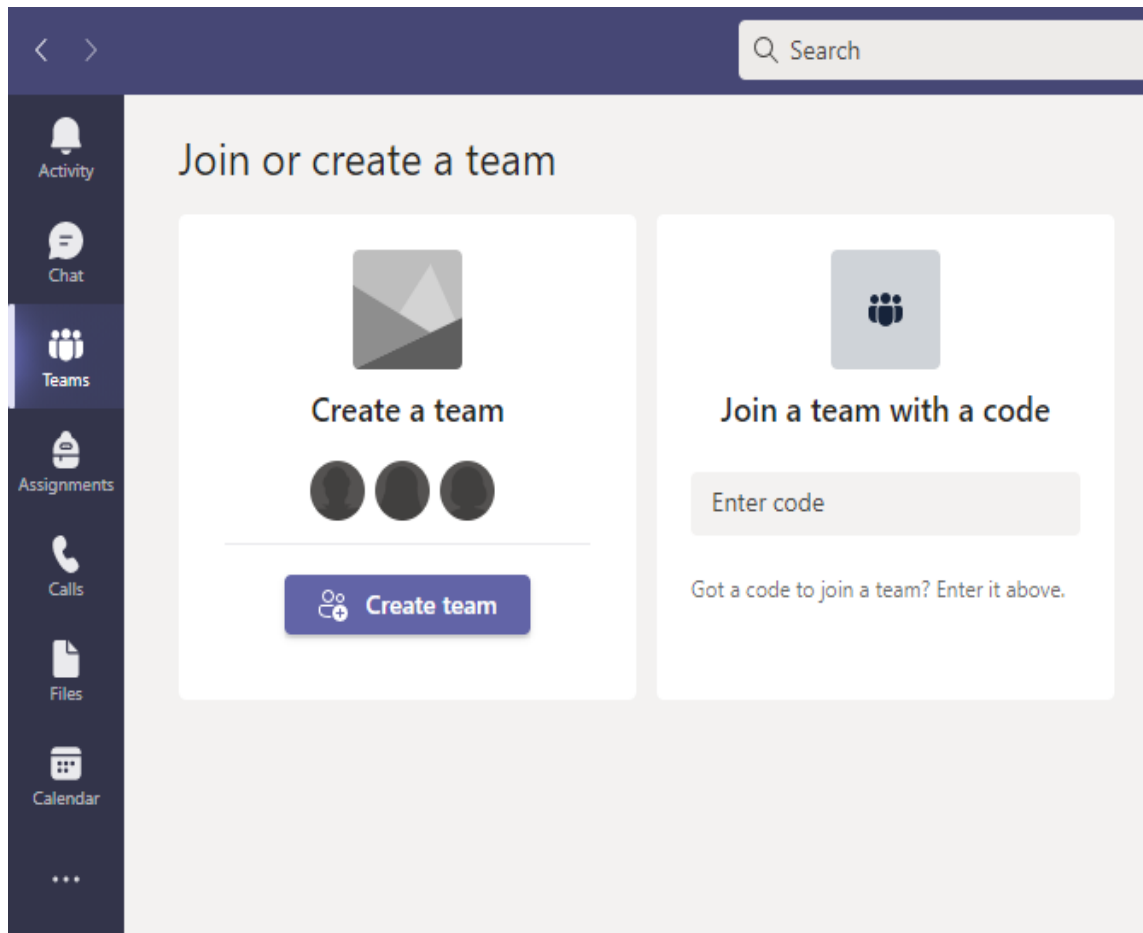 Search
Activity
Chat
Teams
Assignments
Calls
Files
Calendar
Join or create a team
Create a team
Create team
Join a team with a code
Enter code
Got a code to join a team? Enter it above.